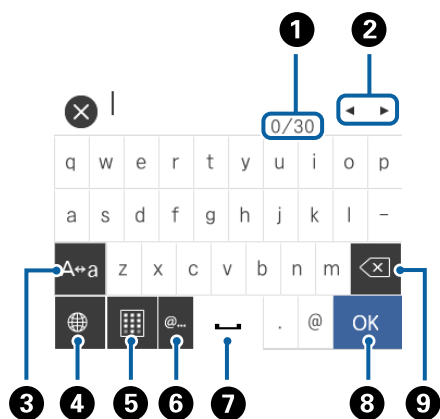 1 2
0/30
q w e r t y u i o p
a s d f g h j k l -
A↔a z x c v b n m
@... . @ OK
3 4 5 6 7 8 9